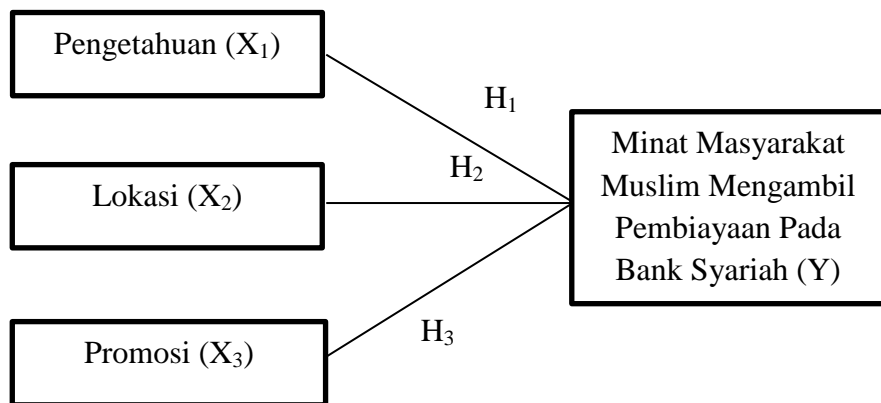 Pengetahuan (X₁)
H₁
Minat Masyarakat
Muslim Mengambil
Pembiayaan Pada
Bank Syariah (Y)
H₂
Lokasi (X₂)
H₃
Promosi (X₃)